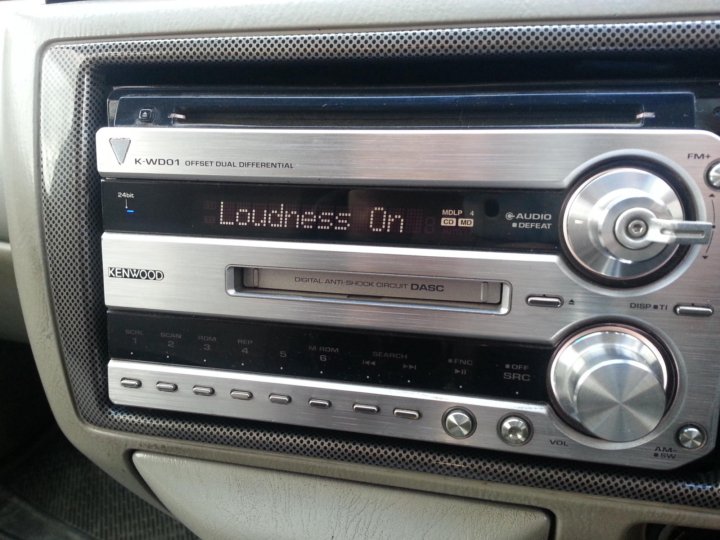 K-WD01 OFFSET DUAL DIFFERENTIAL
FM+
24bit
Loudness On
MDLP 4
CD MD
AUDIO
DEFEAT
KENWOOD
DIGITAL ANTI-SHOCK CIRCUIT DASC
DISP TI
SCRL SCAN RDM REP M.RDM SEARCH FNC OFF
1 2 3 4 5 6 SRC
VOL
AM-
SW